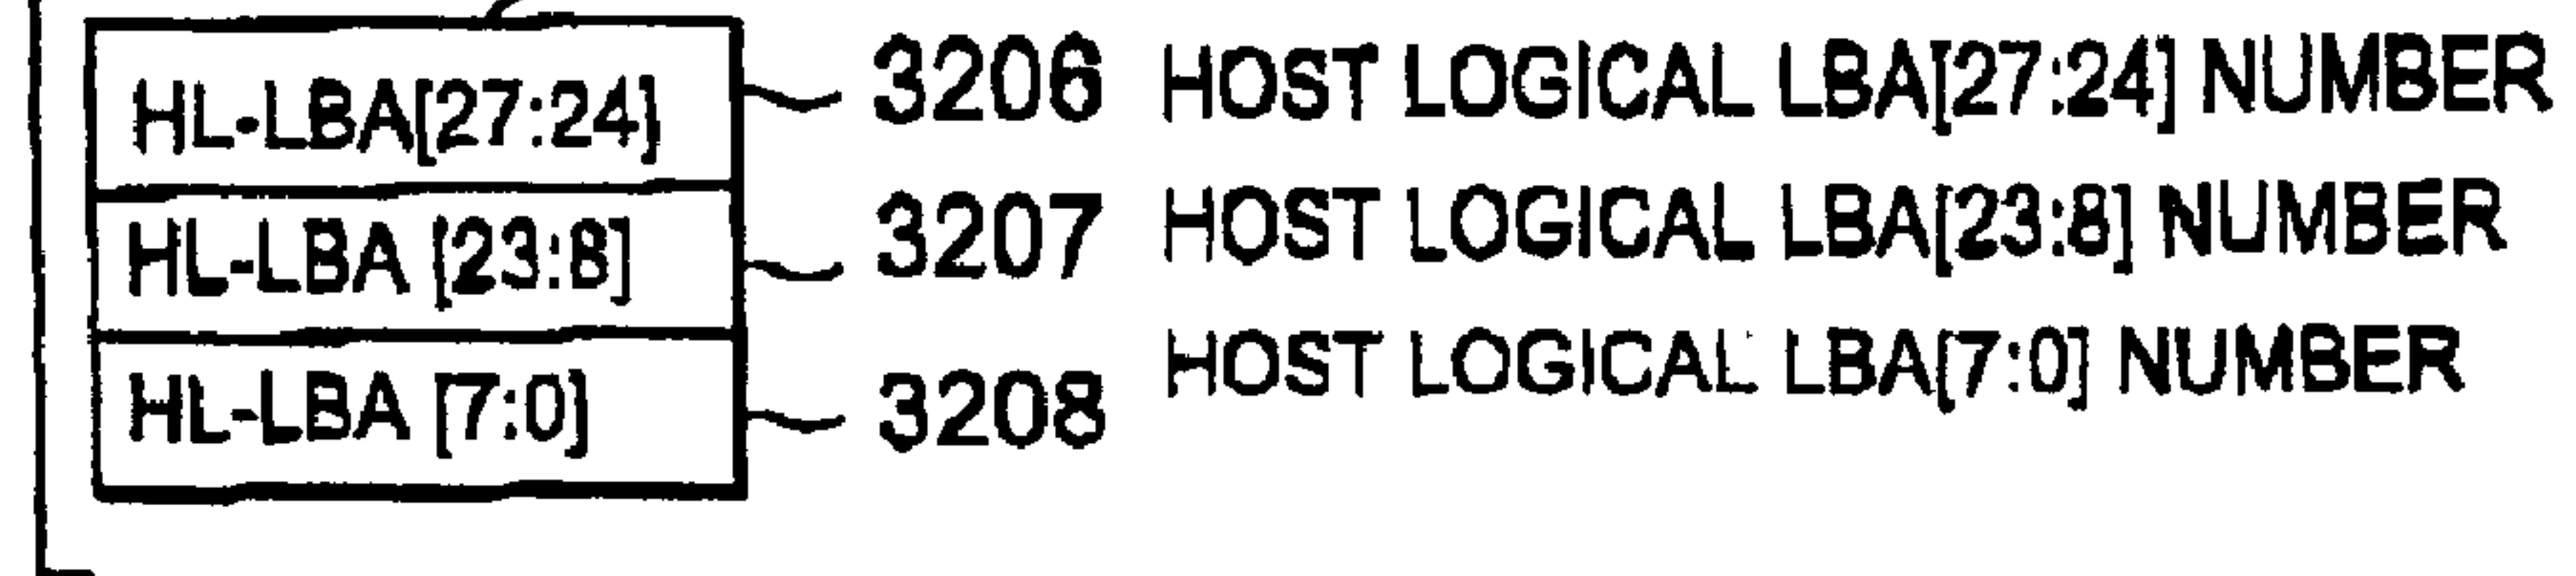 HL-LBA[27:24] 3206 HOST LOGICAL LBA[27:24] NUMBER
HL-LBA [23:8] 3207 HOST LOGICAL LBA[23:8] NUMBER
HL-LBA [7:0] 3208 HOST LOGICAL LBA[7:0] NUMBER